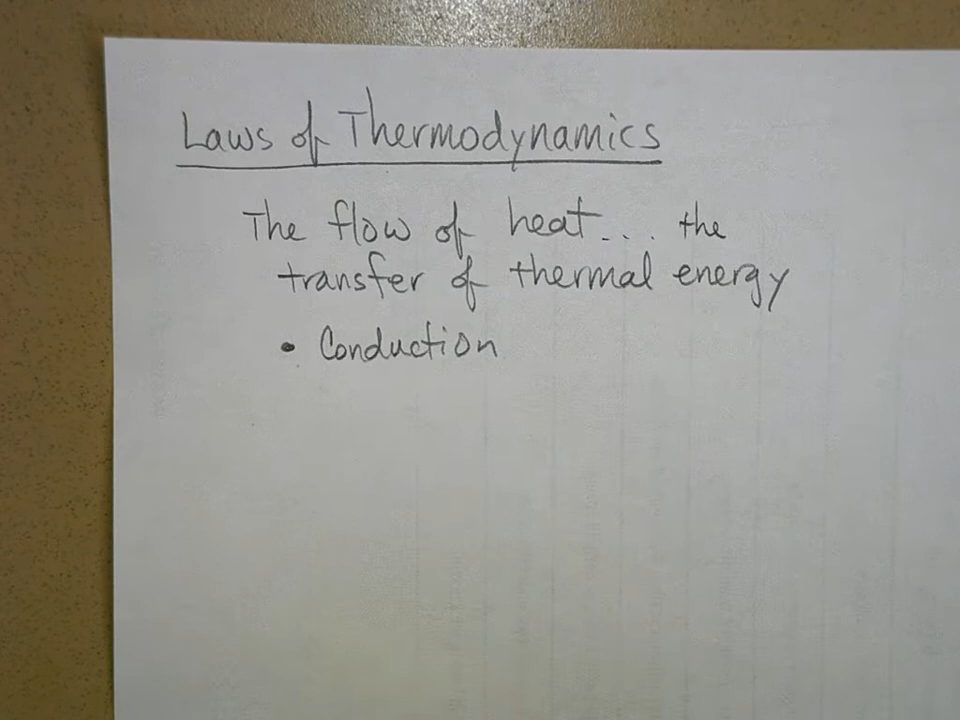 Laws of Thermodynamics
The flow of heat... the
transfer of thermal energy
• Conduction